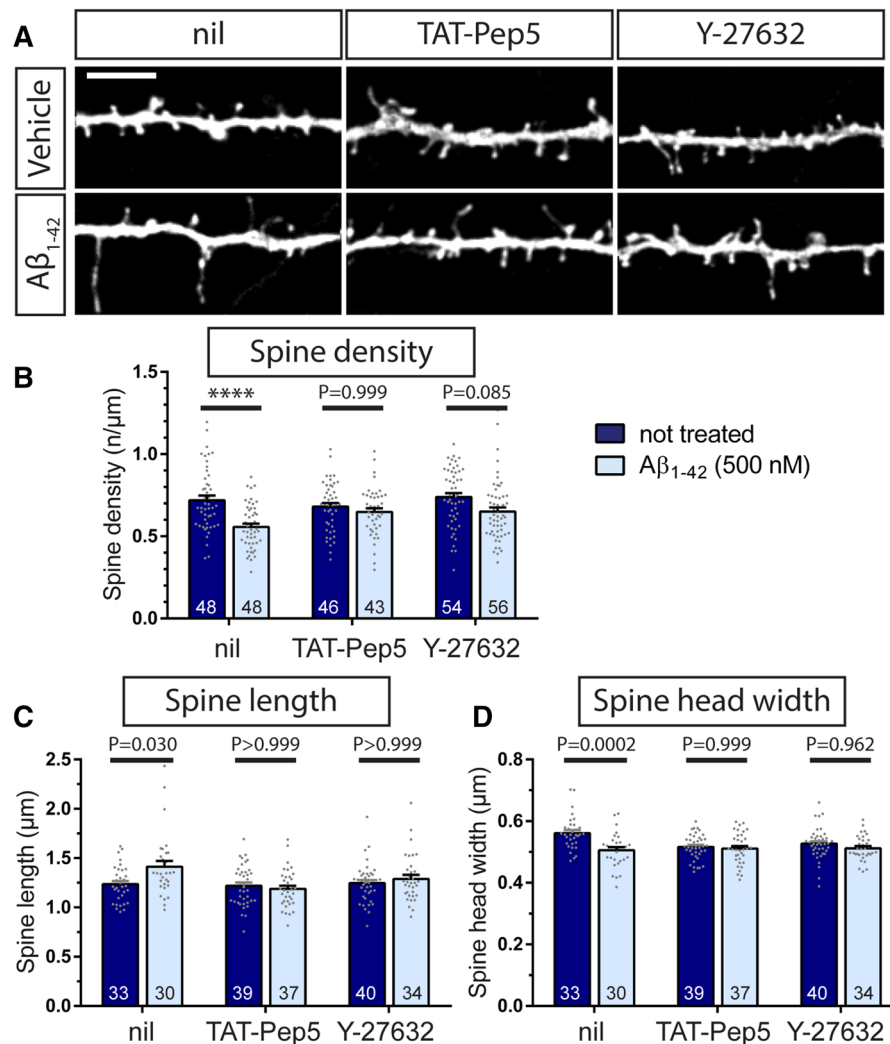 A
nil TAT-Pep5 Y-27632
Vehicle
Aβ1-42
B
Spine density
Spine density (n/μm)
1.5
1.0
0.5
0.0
**** P=0.999 P=0.085
48 48 46 43 54 56
nil TAT-Pep5 Y-27632
not treated
Aβ1-42 (500 nM)
C
Spine length
Spine length (μm)
2.5
2.0
1.5
1.0
0.5
0.0
P=0.030 P>0.999 P>0.999
33 30 39 37 40 34
nil TAT-Pep5 Y-27632
D
Spine head width
Spine head width (μm)
0.8
0.6
0.4
0.2
0.0
P=0.0002 P=0.999 P=0.962
33 30 39 37 40 34
nil TAT-Pep5 Y-27632